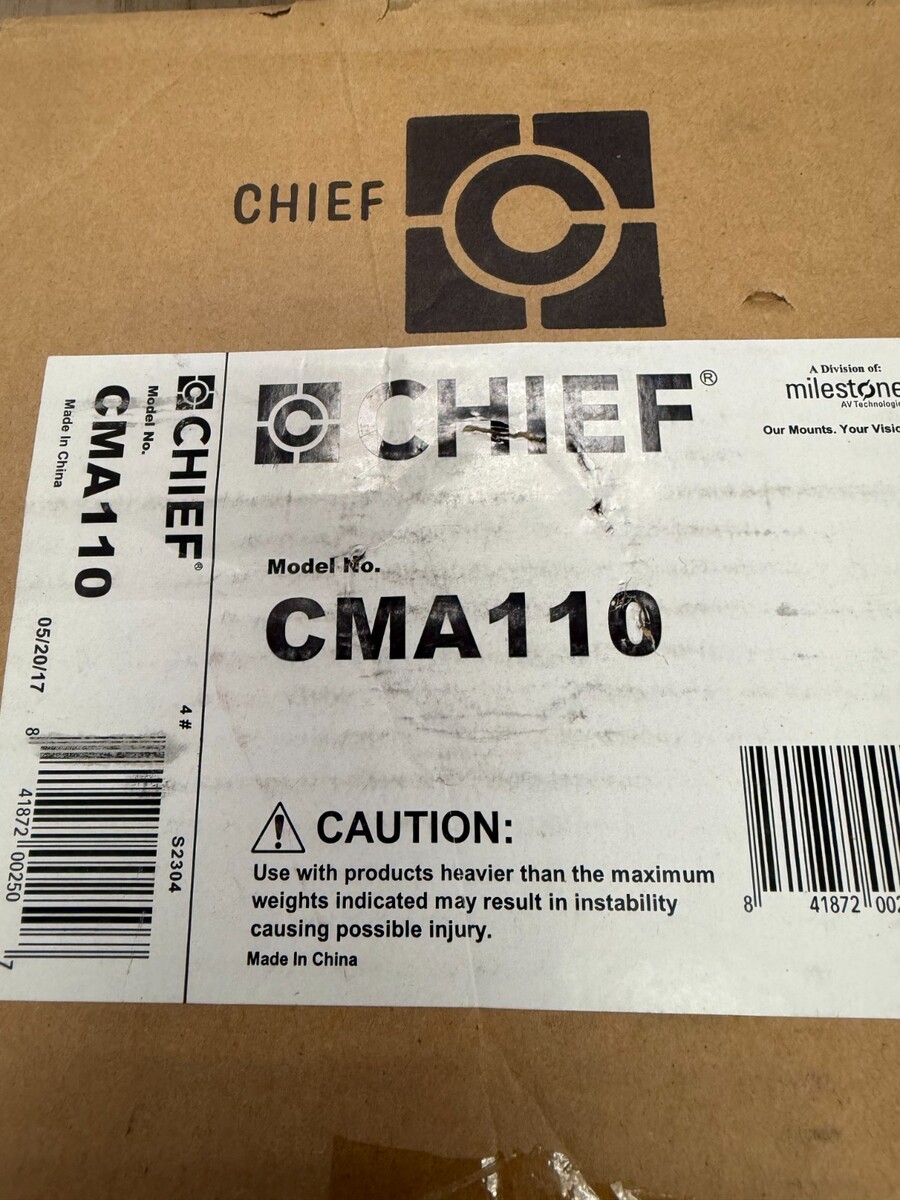 CHIEF
CHIEF®
A Division of:
milestone
AV Technologie
Our Mounts. Your Visio
Model No.
CMA110
CAUTION:
Use with products heavier than the maximum
weights indicated may result in instability
causing possible injury.
Made In China
8 41872 002
CHIEF®
Model No.
CMA110
Made In China
05/20/17
4 #
S2304
8 41872 00250 7